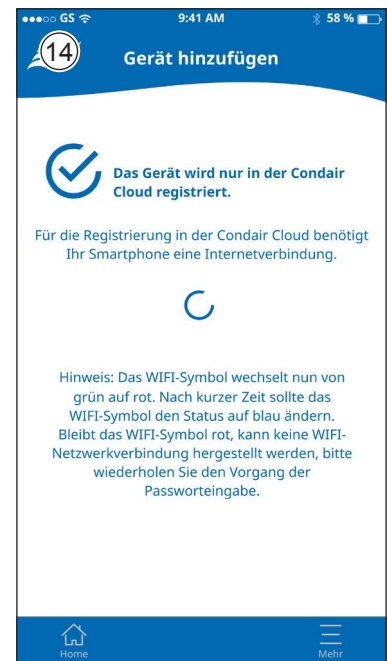 GS 9:41 AM 58 %
14 Gerät hinzufügen
Das Gerät wird nur in der Condair
Cloud registriert.
Für die Registrierung in der Condair Cloud benötigt
Ihr Smartphone eine Internetverbindung.
Hinweis: Das WIFI-Symbol wechselt nun von
grün auf rot. Nach kurzer Zeit sollte das
WIFI-Symbol den Status auf blau ändern.
Bleibt das WIFI-Symbol rot, kann keine WIFI-
Netzwerkverbindung hergestellt werden, bitte
wiederholen Sie den Vorgang der
Passworteingabe.
Home Mehr